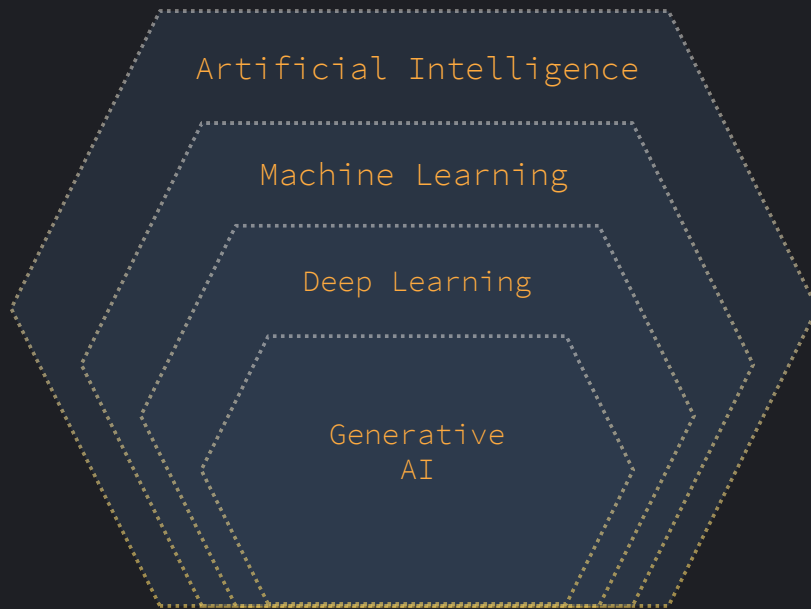 Artificial Intelligence
Machine Learning
Deep Learning
Generative
AI